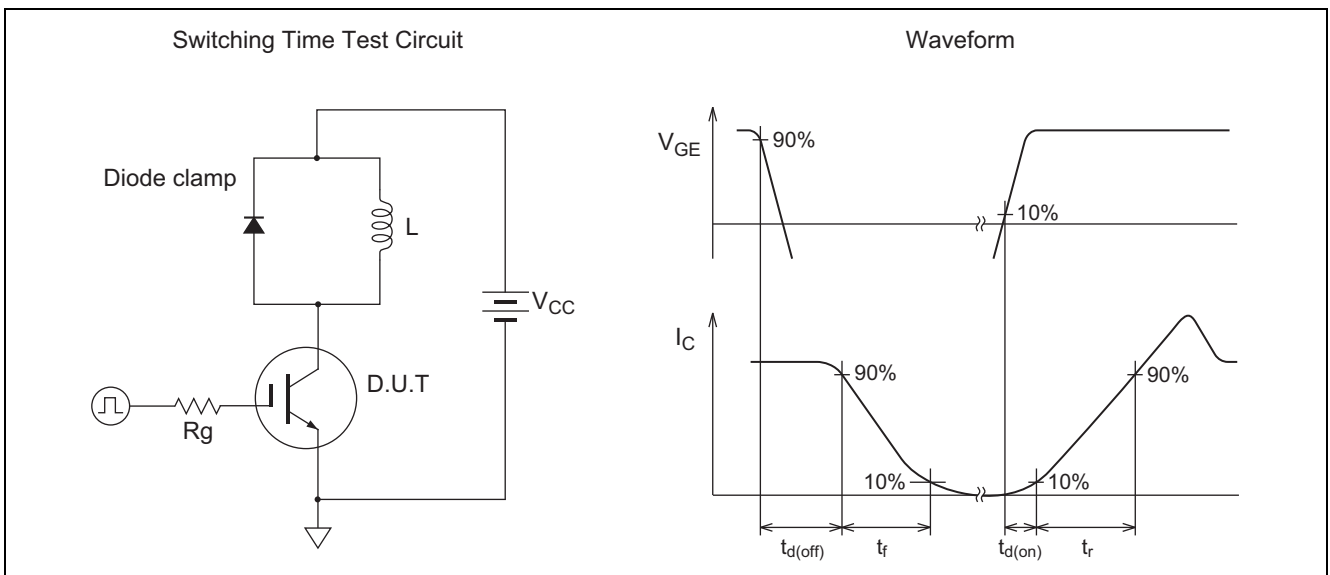 Switching Time Test Circuit
Diode clamp
L
V_CC
D.U.T
Rg
Waveform
V_GE
90%
10%
I_C
90%
90%
10%
10%
t_d(off)
t_f
t_d(on)
t_r